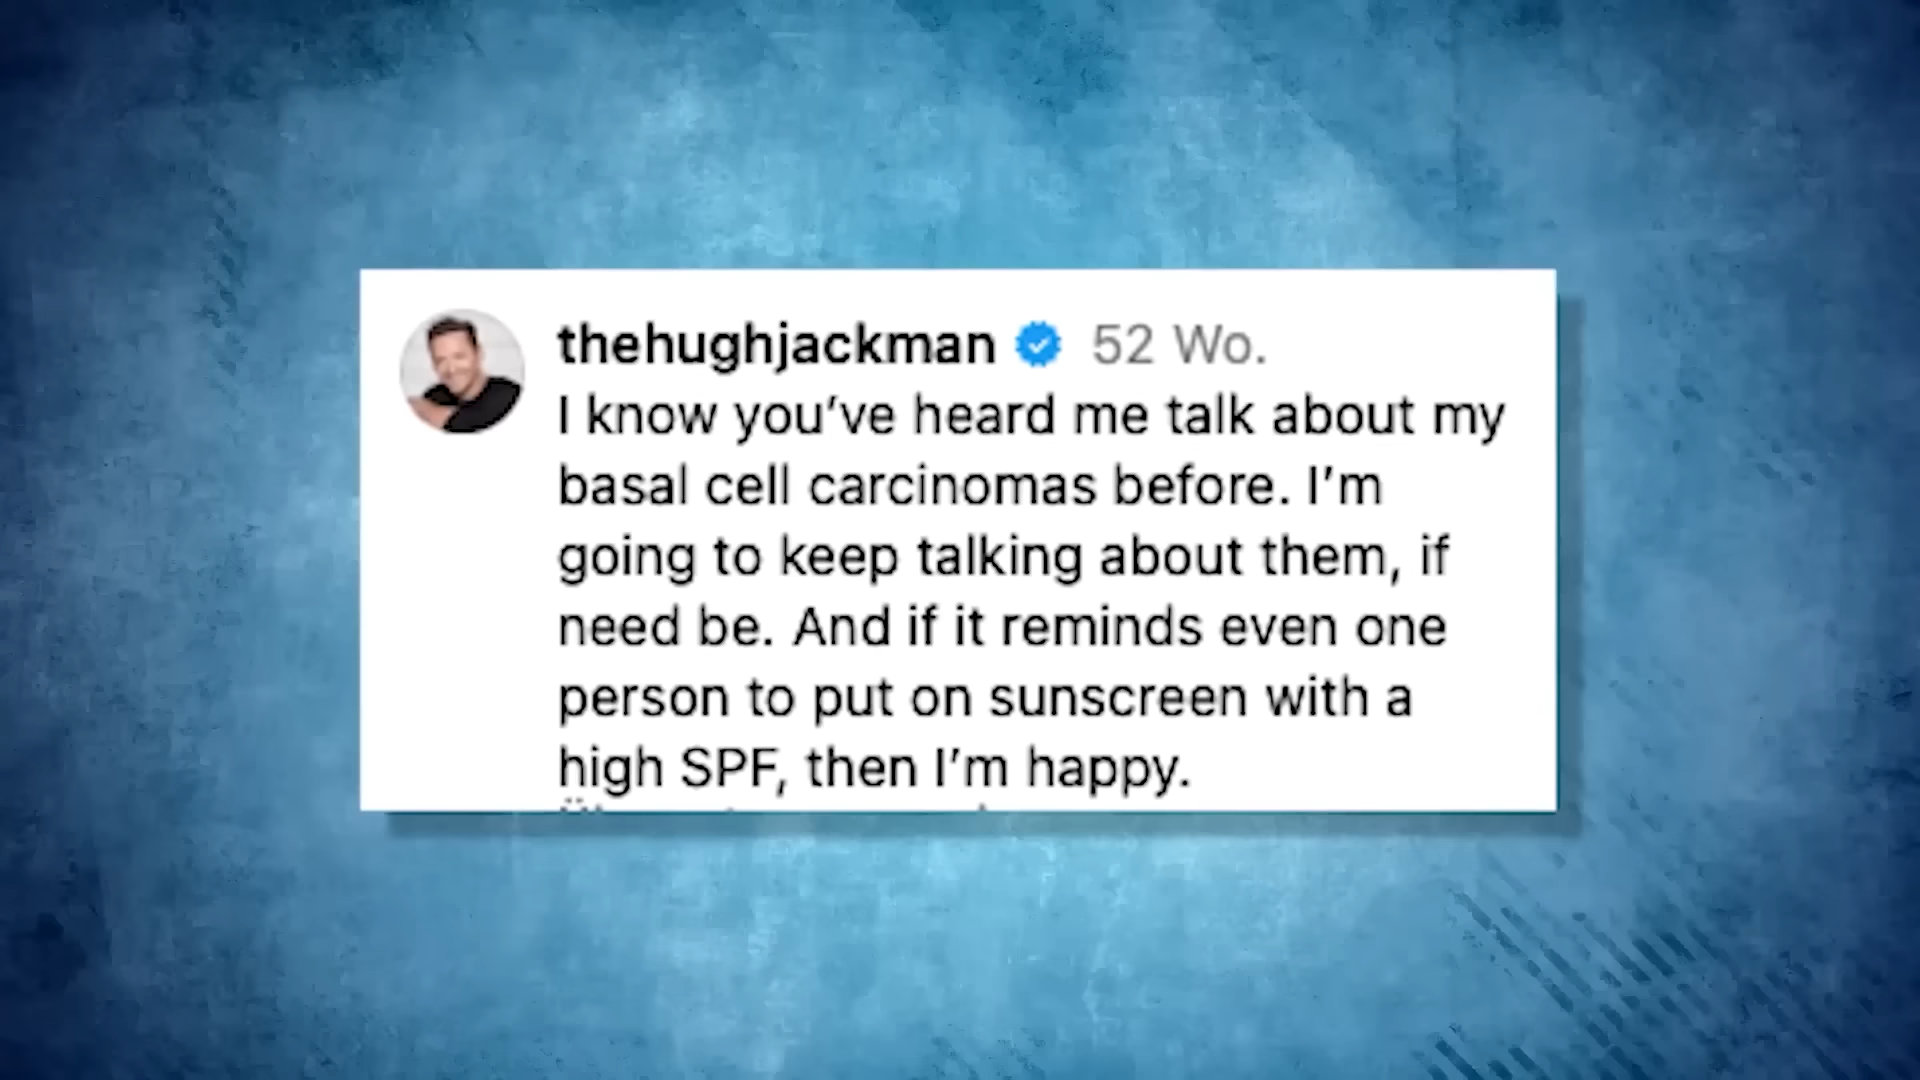 thehughjackman 52 Wo.
I know you’ve heard me talk about my
basal cell carcinomas before. I’m
going to keep talking about them, if
need be. And if it reminds even one
person to put on sunscreen with a
high SPF, then I’m happy.